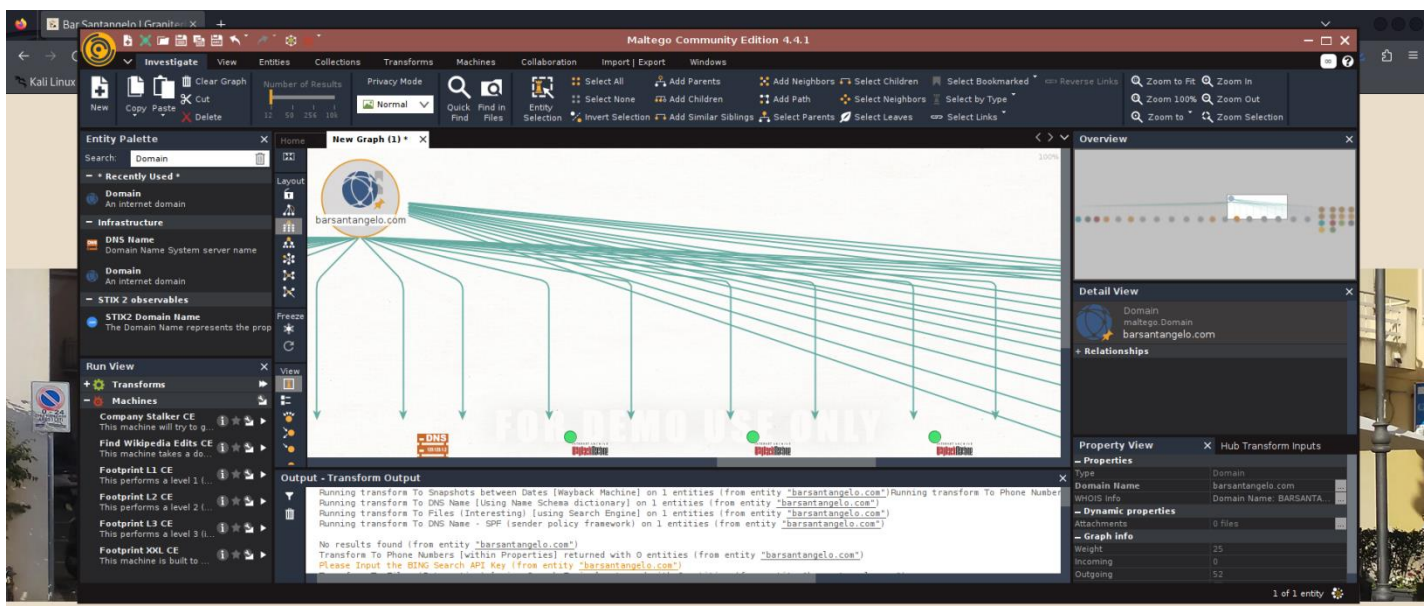 Bar Santangelo | Granite
Maltego Community Edition 4.4.1
Kali Linux
Investigate View Entities Collections Transforms Machines Collaboration Import | Export Windows
New
Copy Paste
Clear Graph
Cut
Delete
Number of Results
12 50 256 10k
Privacy Mode
Normal
Quick Find
Find in Files
Entity Selection
Select All
Select None
Invert Selection
Add Parents
Add Children
Add Similar Siblings
Add Neighbors
Add Path
Select Parents
Select Children
Select Neighbors
Select Leaves
Select Bookmarked
Select by Type
Select Links
Reverse Links
Zoom to Fit
Zoom 100%
Zoom to
Zoom In
Zoom Out
Zoom Selection
Entity Palette
Search: Domain
* Recently Used *
Domain
An internet domain
Infrastructure
DNS Name
Domain Name System server name
Domain
An internet domain
STIX 2 observables
STIX2 Domain Name
The Domain Name represents the prop
Run View
Transforms
Machines
Company Stalker CE
This machine will try to g...
Find Wikipedia Edits CE
This machine takes a do...
Footprint L1 CE
This performs a level 1 (...
Footprint L2 CE
This performs a level 2 (...
Footprint L3 CE
This performs a level 3 (i...
Footprint XXL CE
This machine is built to ...
Home New Graph (1) *
Layout
Freeze
View
100%
barsantangelo.com
FOR DEMO USE ONLY
DNS
Output - Transform Output
Running transform To Snapshots between Dates [Wayback Machine] on 1 entities (from entity "barsantangelo.com")Running transform To Phone Number
Running transform To DNS Name [Using Name Schema dictionary] on 1 entities (from entity "barsantangelo.com")
Running transform To Files (Interesting) [using Search Engine] on 1 entities (from entity "barsantangelo.com")
Running transform To DNS Name - SPF (sender policy framework) on 1 entities (from entity "barsantangelo.com")
No results found (from entity "barsantangelo.com")
Transform To Phone Numbers [within Properties] returned with 0 entities (from entity "barsantangelo.com")
Please Input the BING Search API Key (from entity "barsantangelo.com")
Overview
Detail View
Domain
maltego.Domain
barsantangelo.com
+ Relationships
Property View Hub Transform Inputs
Properties
Type Domain
Domain Name barsantangelo.com
WHOIS Info Domain Name: BARSANTA...
Dynamic properties
Attachments 0 files
Graph info
Weight 25
Incoming 0
Outgoing 52
1 of 1 entity
0-24